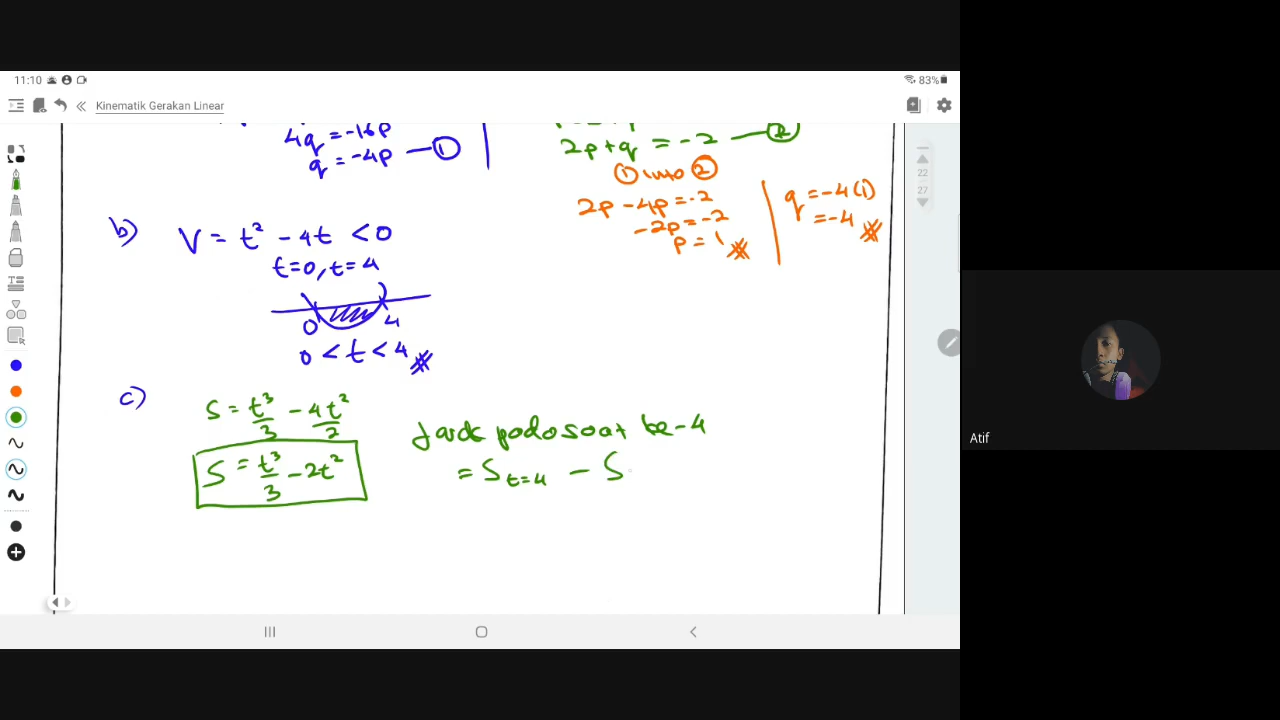 11:10
83%
Kinematik Gerakan Linear
4q = -16p
q = -4p — ①
2p + q = -2 — ②
① into ②
2p - 4p = -2
-2p = -2
p = 1
q = -4(1)
= -4
22
27
b)
V = t² - 4t < 0
t=0, t=4
0 4
0 < t < 4
c)
S = t³/3 - 4t²/2
S = t³/3 - 2t²
Jarak pada saat ke-4
= S t=4 - S
Atif